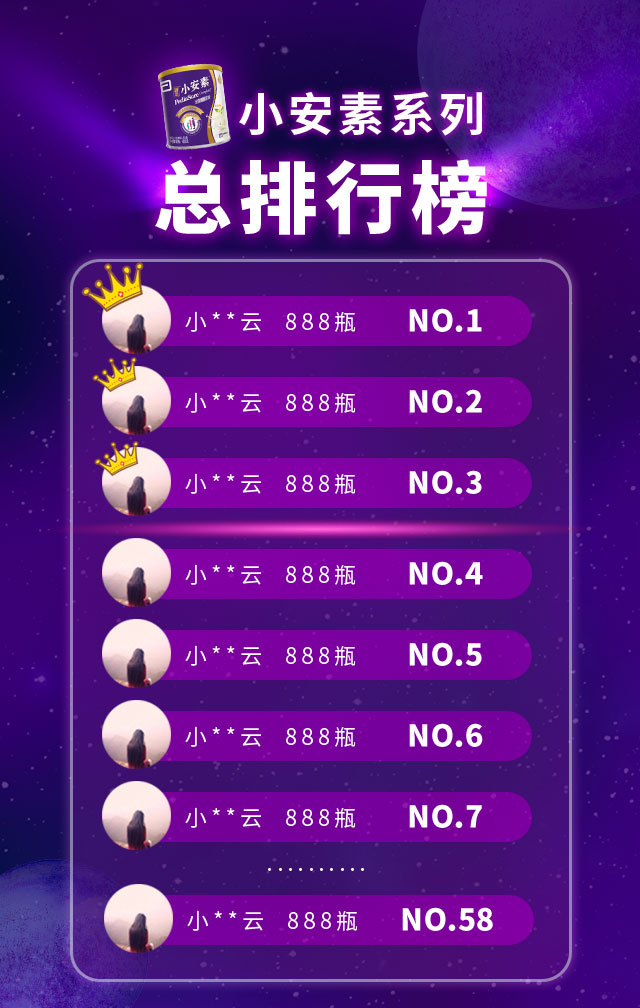 小安素
PediaSure
小安素系列
总排行榜
小**云 888瓶 NO.1
小**云 888瓶 NO.2
小**云 888瓶 NO.3
小**云 888瓶 NO.4
小**云 888瓶 NO.5
小**云 888瓶 NO.6
小**云 888瓶 NO.7
..........
小**云 888瓶 NO.58